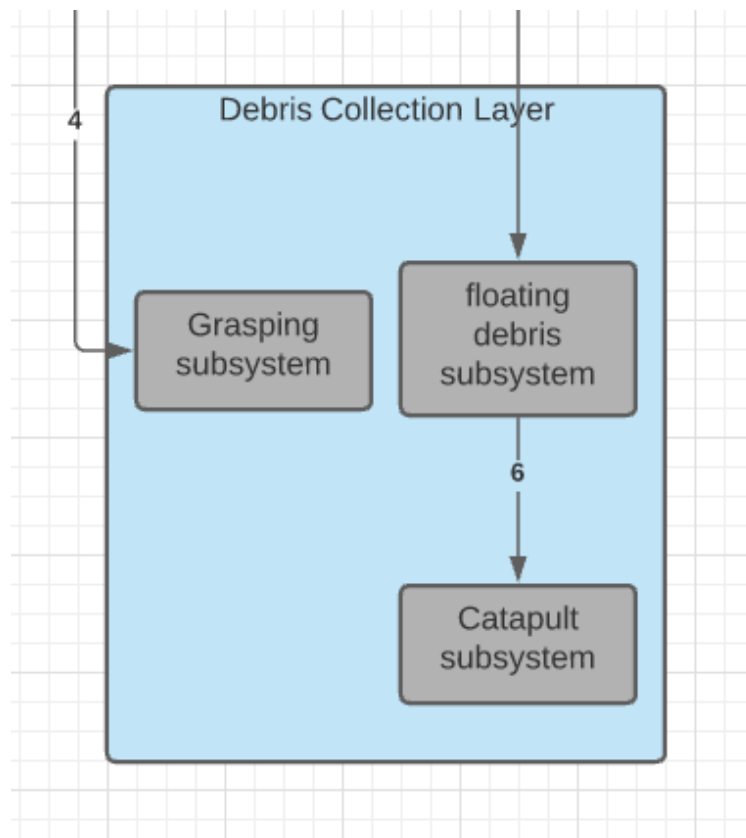 4
Debris Collection Layer
Grasping
subsystem
floating
debris
subsystem
6
Catapult
subsystem